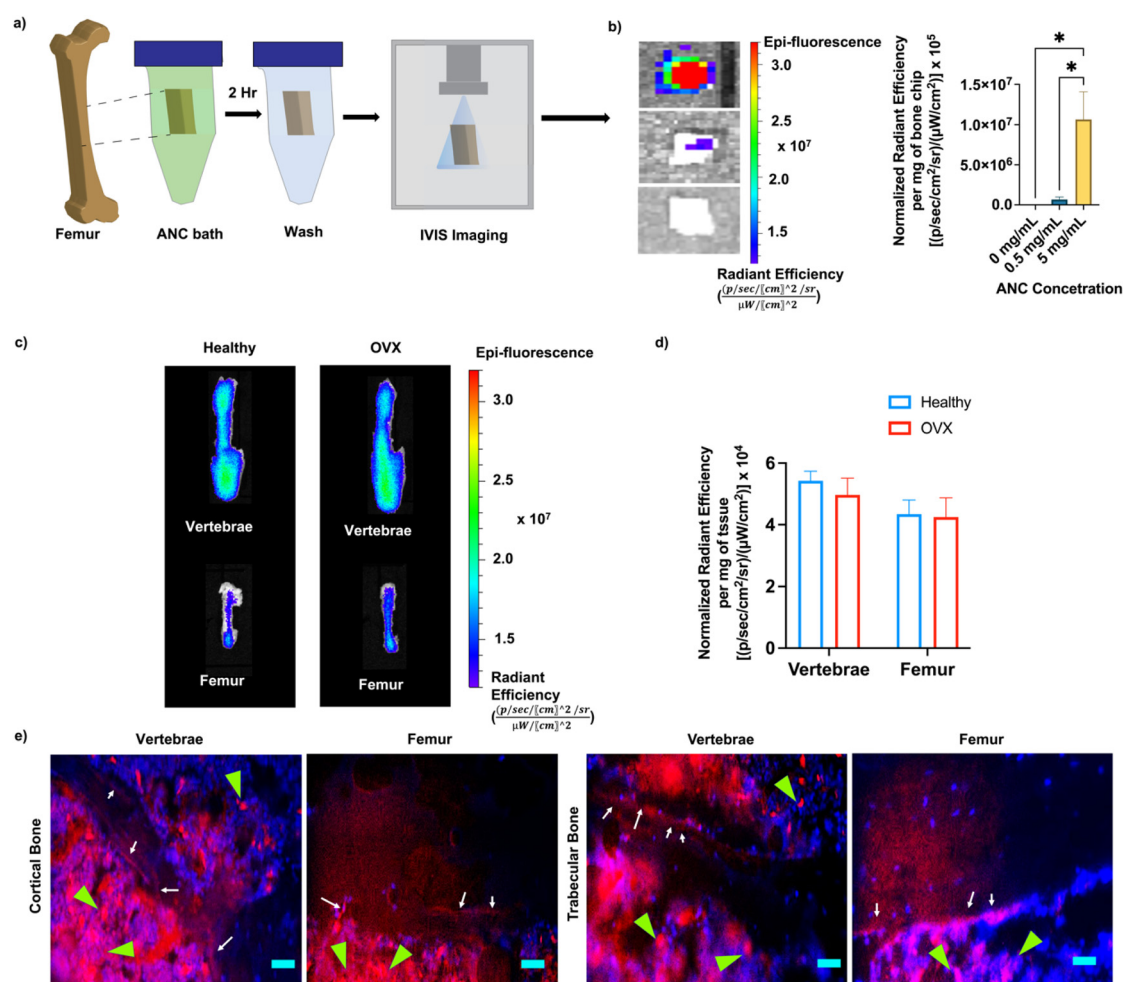 a)
Femur
ANC bath
2 Hr
Wash
IVIS Imaging
b)
Epi-fluorescence
3.0
2.5
x 10⁷
2.0
1.5
Radiant Efficiency
((p/sec/⟦cm⟧^2 /sr
μW/⟦cm⟧^2)
Normalized Radiant Efficiency
per mg of bone chip
[(p/sec/cm²/sr)/(μW/cm²)] x 10⁵
1.5×10⁷
1.0×10⁷
5.0×10⁶
0.0
*
*
0 mg/mL
0.5 mg/mL
5 mg/mL
ANC Concetration
c)
Healthy
OVX
Vertebrae
Vertebrae
Femur
Femur
Epi-fluorescence
3.0
2.5
x 10⁷
2.0
1.5
Radiant
Efficiency
((p/sec/⟦cm⟧^2 /sr
μW/⟦cm⟧^2)
d)
Healthy
OVX
Normalized Radiant Efficiency
per mg of tssue
[(p/sec/cm²/sr)/(μW/cm²)] x 10⁴
6
4
2
0
Vertebrae
Femur
e)
Vertebrae
Femur
Vertebrae
Femur
Cortical Bone
Trabecular Bone